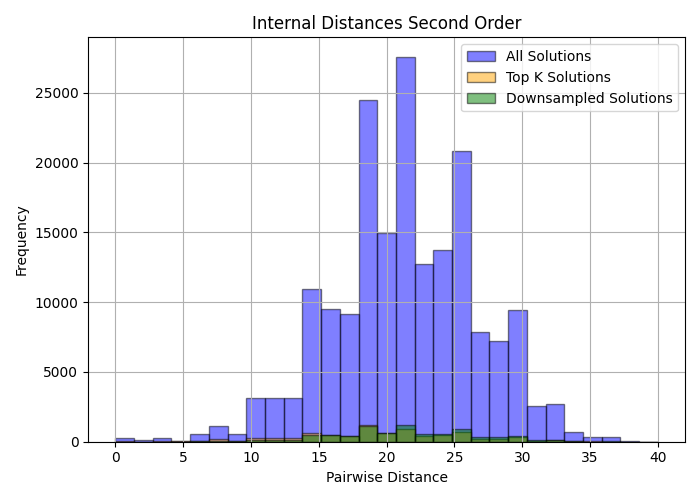 Internal Distances Second Order
All Solutions
Top K Solutions
Downsampled Solutions
Frequency
25000
20000
15000
10000
5000
0
0 5 10 15 20 25 30 35 40
Pairwise Distance